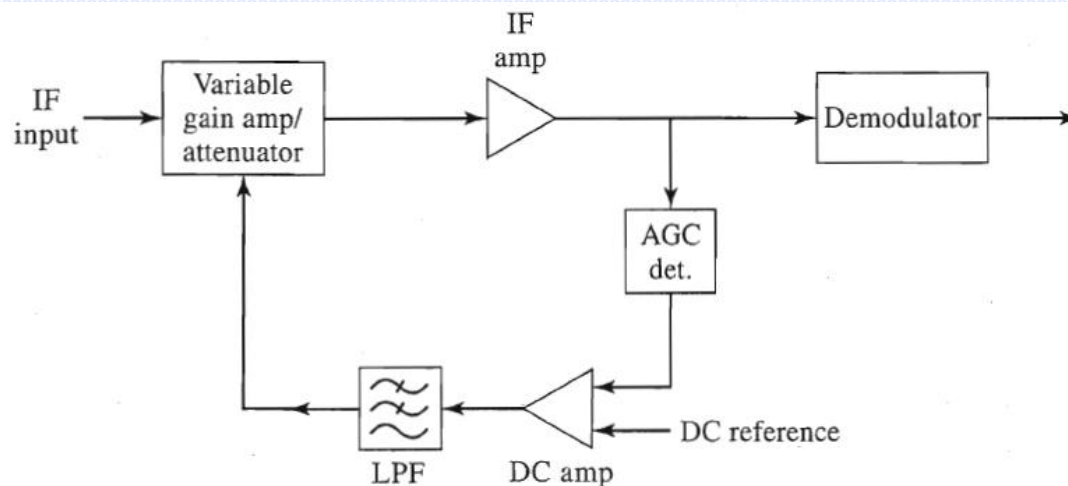 IF
amp
Variable
gain amp/
attenuator
IF
input
Demodulator
AGC
det.
DC reference
LPF
DC amp